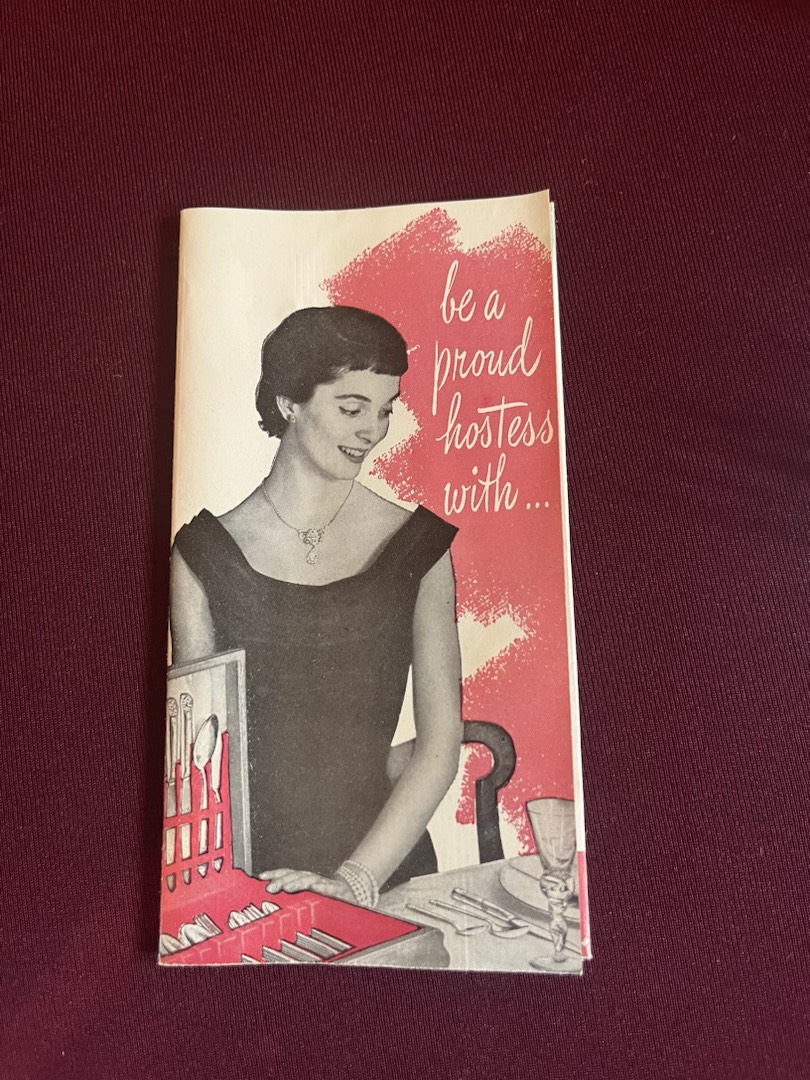 be a
proud
hostess
with...